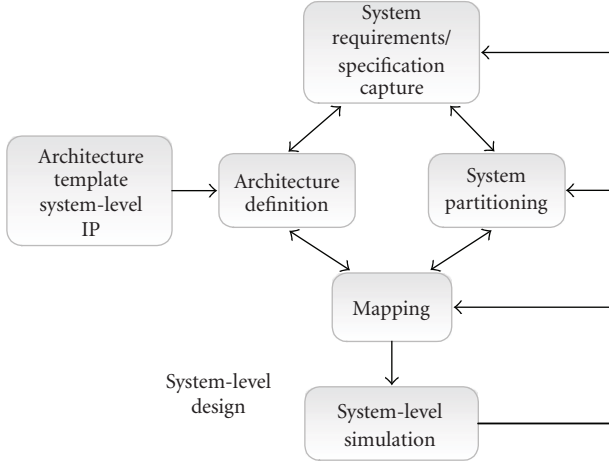 System
requirements/
specification
capture
Architecture
template
system-level
IP
Architecture
definition
System
partitioning
Mapping
System-level
design
System-level
simulation